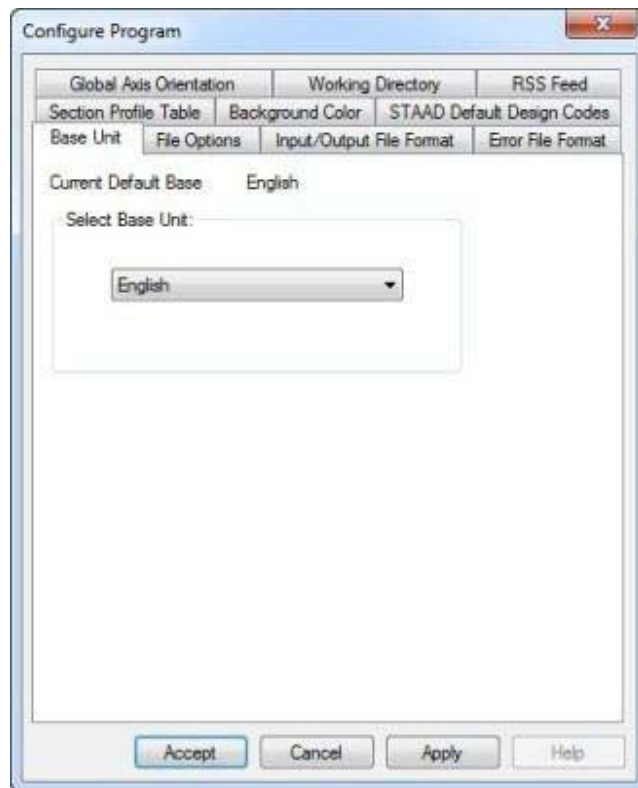 Configure Program
Global Axis Orientation Working Directory RSS Feed
Section Profile Table Background Color STAAD Default Design Codes
Base Unit File Options Input/Output File Format Error File Format
Current Default Base English
Select Base Unit:
English
Accept Cancel Apply Help